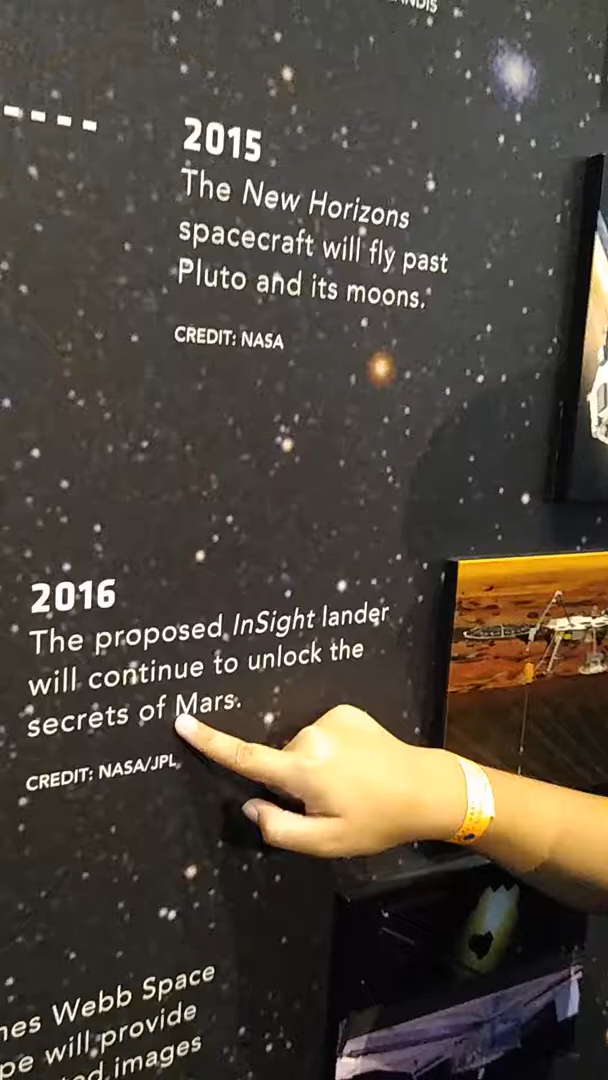 2015
The New Horizons
spacecraft will fly past
Pluto and its moons.
CREDIT: NASA
2016
The proposed InSight lander
will continue to unlock the
secrets of Mars.
CREDIT: NASA/JPL
Webb Space
will provide
images